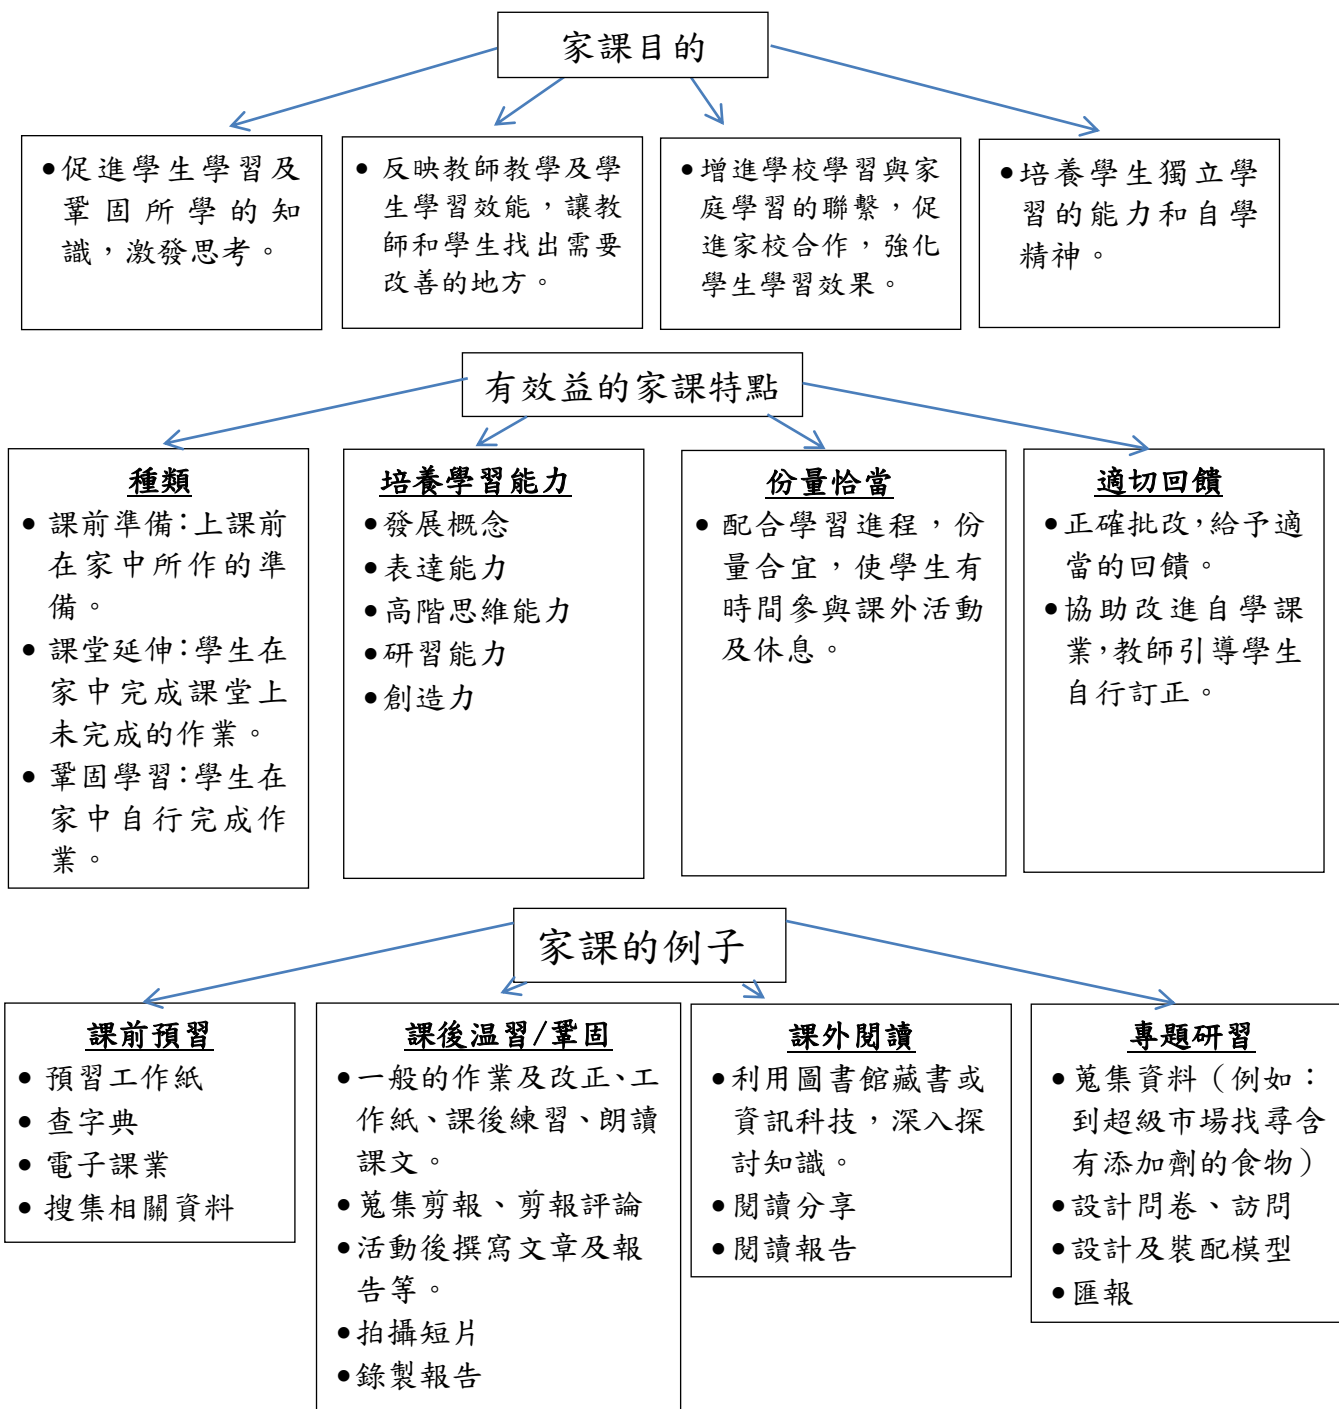 家課目的
•促進學生學習及
鞏固所學的知
識，激發思考。
• 反映教師教學及學
生學習效能，讓教
師和學生找出需要
改善的地方。
•增進學校學習與家
庭學習的聯繫，促
進家校合作，強化
學生學習效果。
•培養學生獨立學
習的能力和自學
精神。
有效益的家課特點
種類
• 課前準備：上課前
在家中所作的準
備。
• 課堂延伸：學生在
家中完成課堂上
未完成的作業。
• 鞏固學習：學生在
家中自行完成作
業。
培養學習能力
•發展概念
•表達能力
•高階思維能力
•研習能力
•創造力
份量恰當
• 配合學習進程，份
量合宜，使學生有
時間參與課外活動
及休息。
適切回饋
•正確批改，給予適
當的回饋。
•協助改進自學課
業，教師引導學生
自行訂正。
家課的例子
課前預習
• 預習工作紙
• 查字典
• 電子課業
• 搜集相關資料
課後温習/鞏固
•一般的作業及改正、工
作紙、課後練習、朗讀
課文。
•蒐集剪報、剪報評論
•活動後撰寫文章及報
告等。
•拍攝短片
•錄製報告
課外閱讀
•利用圖書館藏書或
資訊科技，深入探
討知識。
•閱讀分享
•閱讀報告
專題研習
•蒐集資料（例如：
到超級市場找尋含
有添加劑的食物）
•設計問卷、訪問
•設計及裝配模型
•匯報